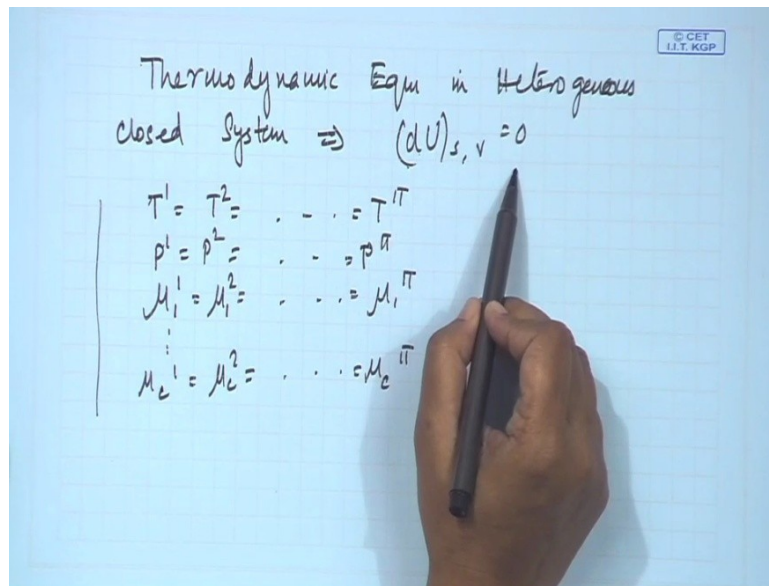 © CET
I.I.T. KGP
Thermodynamic Eqm in Heterogeneous
closed System ⇒ (dU)s, v = 0
T¹ = T² = . - . = T^π
P¹ = P² = . . - = P^π
μ₁¹ = μ₁² = . . . = μ₁^π
⋮
μc¹ = μc² = . . . = μc^π